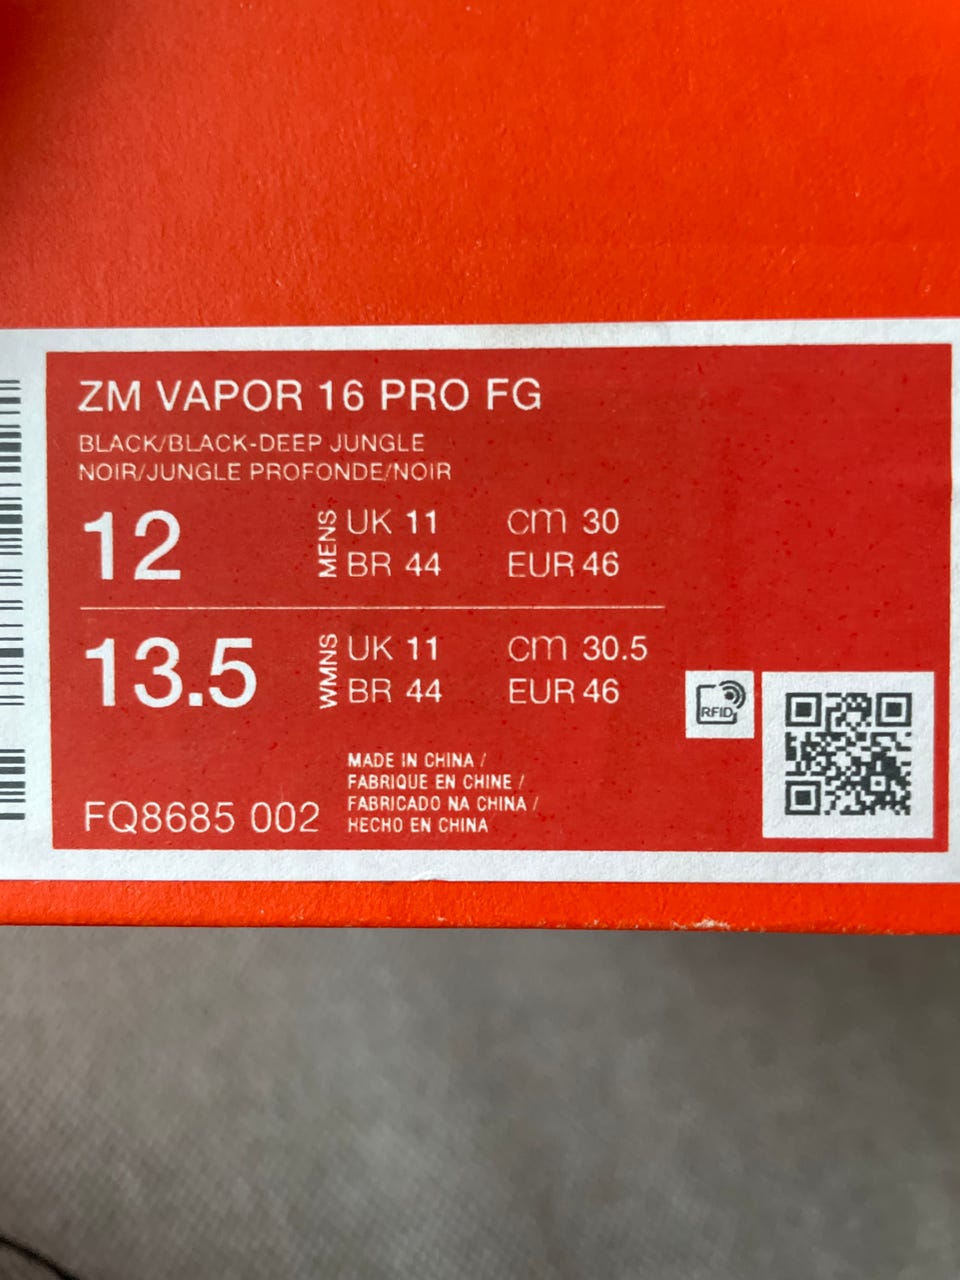 ZM VAPOR 16 PRO FG
BLACK/BLACK-DEEP JUNGLE
NOIR/JUNGLE PROFONDE/NOIR
12 MENS UK 11 cm 30
BR 44 EUR 46
13.5 WMNS UK 11 cm 30.5
BR 44 EUR 46
RFID
MADE IN CHINA /
FABRIQUE EN CHINE /
FABRICADO NA CHINA /
HECHO EN CHINA
FQ8685 002